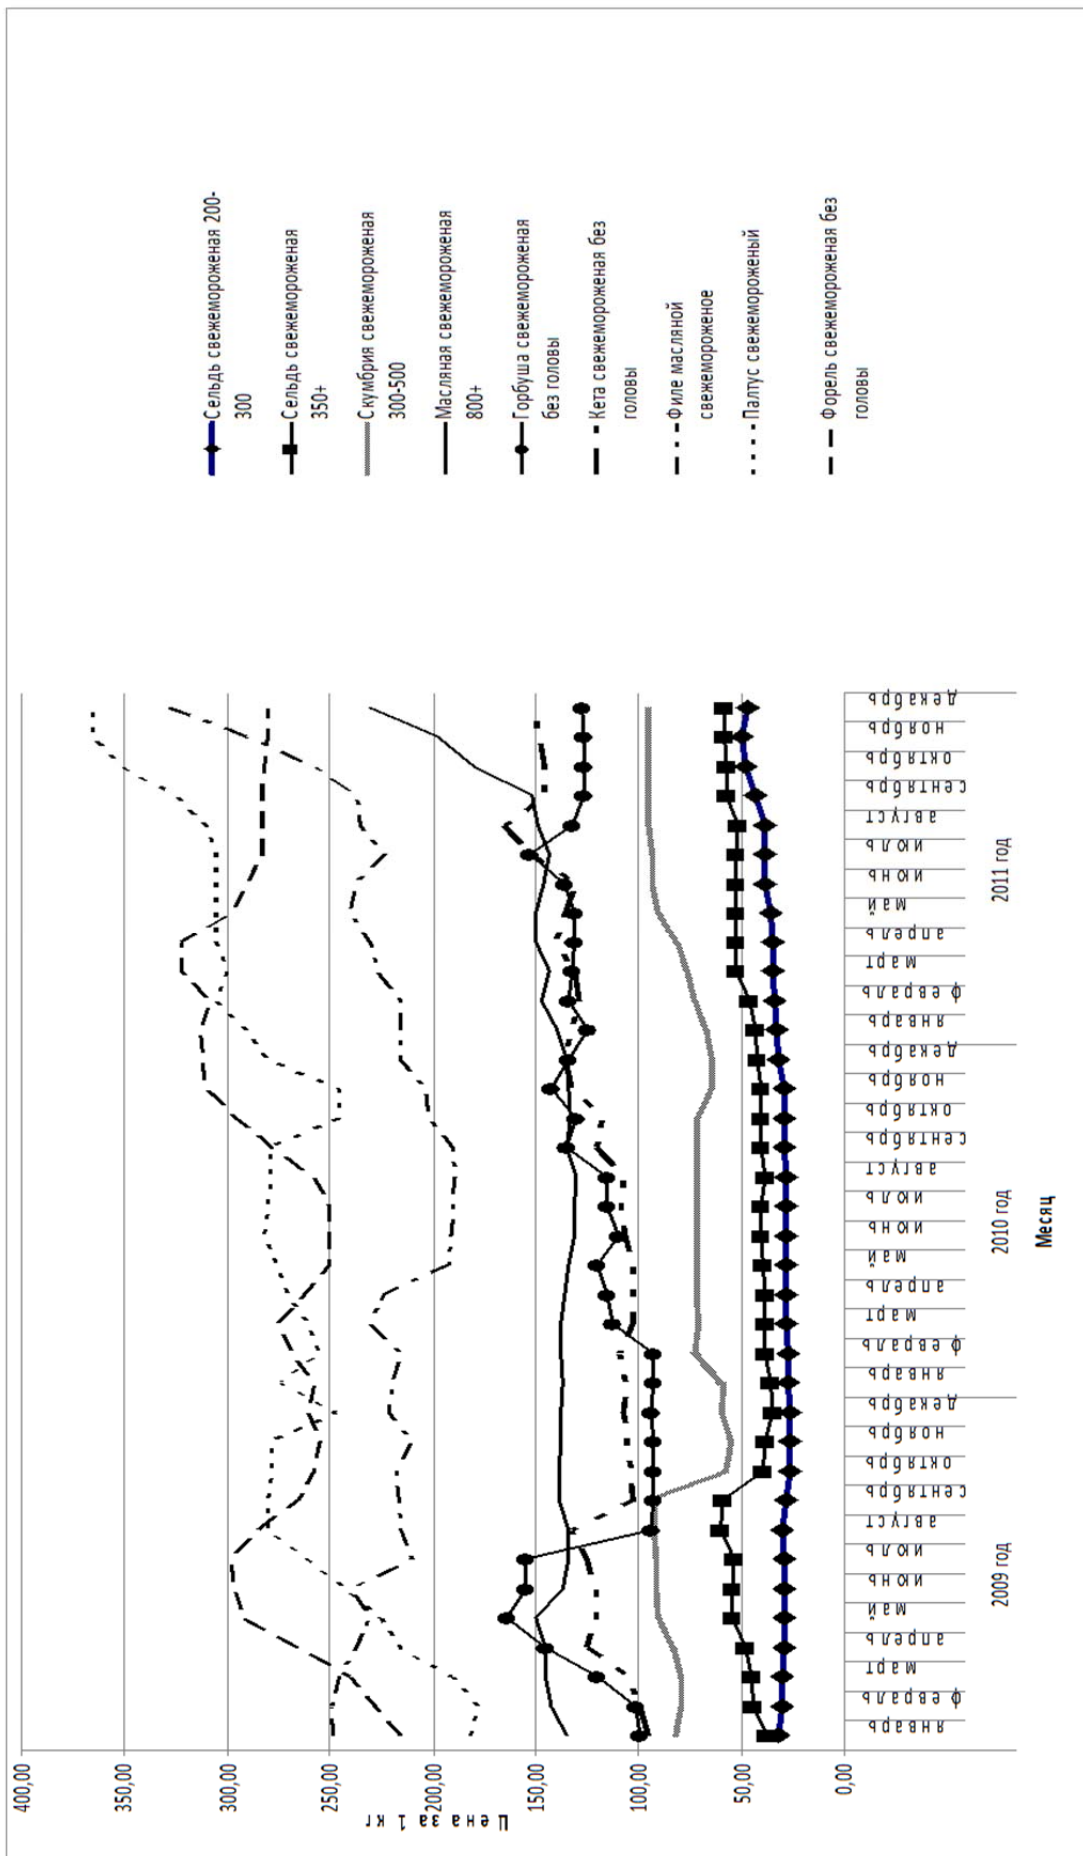 400,00
350,00
300,00
250,00
200,00
150,00
100,00
50,00
0,00
Цена за 1 кг
январь
февраль
март
апрель
май
июнь
июль
август
сентябрь
октябрь
ноябрь
декабрь
январь
февраль
март
апрель
май
июнь
июль
август
сентябрь
октябрь
ноябрь
декабрь
январь
февраль
март
апрель
май
июнь
июль
август
сентябрь
октябрь
ноябрь
декабрь
2009 год
2010 год
2011 год
Месяц
Сельдь свежемороженая 200-
300
Сельдь свежемороженая
350+
Скумбрия свежемороженая
300-500
Масляная свежемороженая
800+
Горбуша свежемороженая
без головы
Кета свежемороженая без
головы
Филе масляной
свежемороженое
Палтус свежемороженый
Форель свежемороженая без
головы